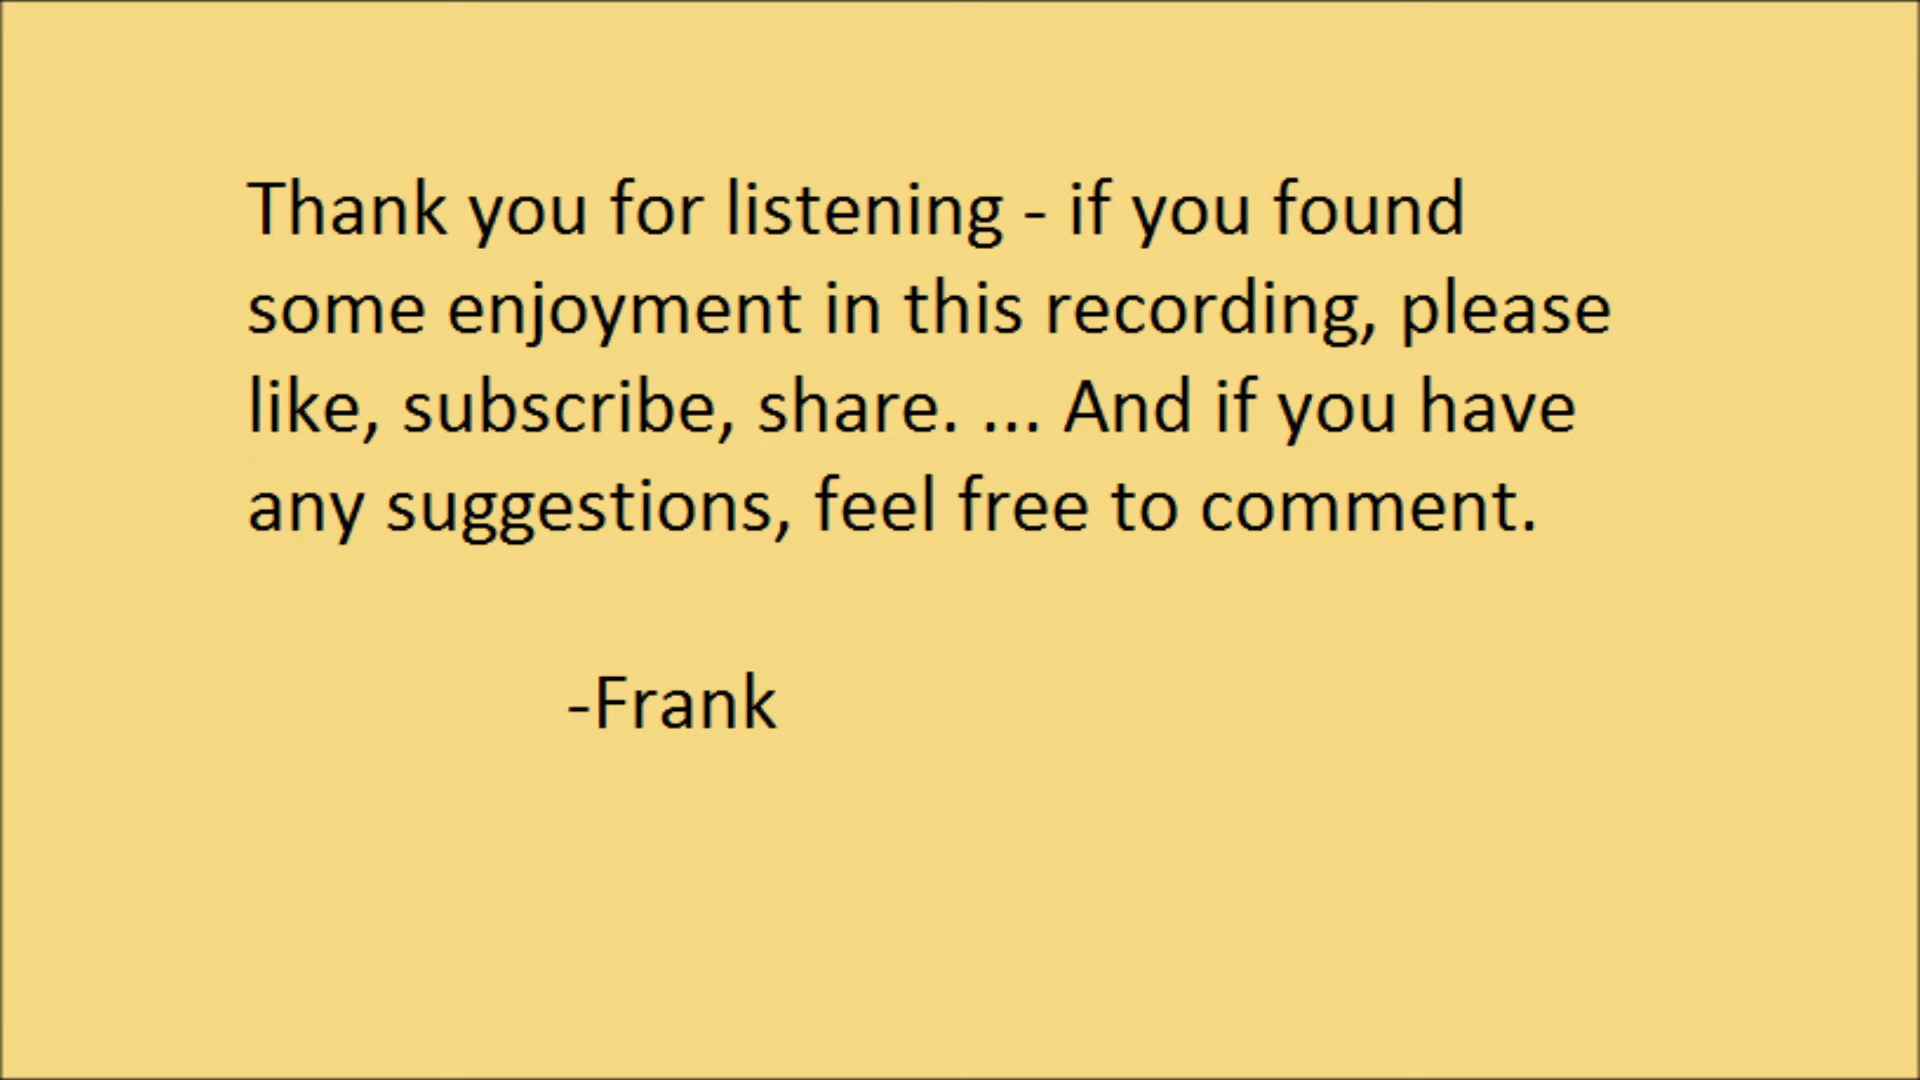 Thank you for listening - if you found
some enjoyment in this recording, please
like, subscribe, share. ... And if you have
any suggestions, feel free to comment.
-Frank